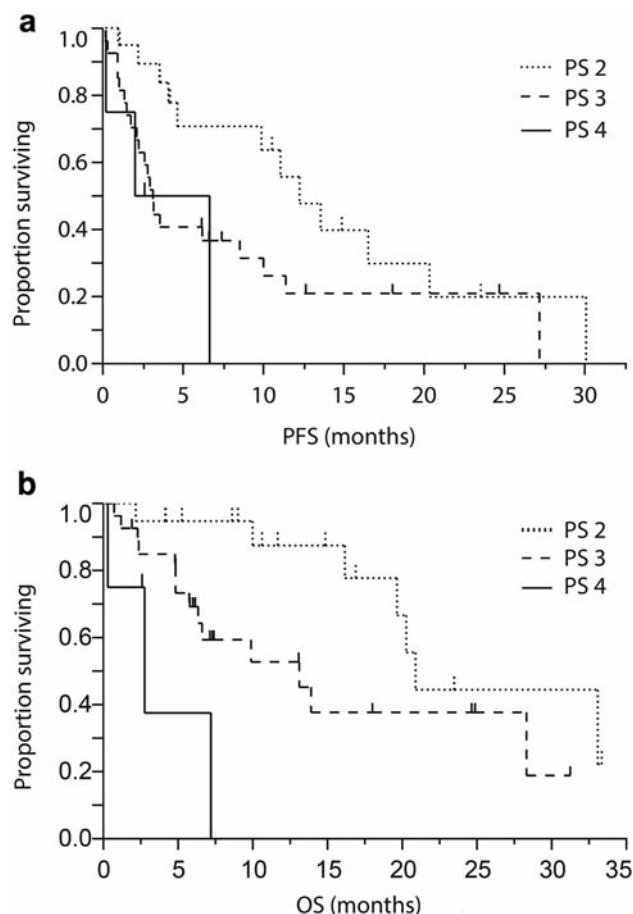 a
1.0
0.8
0.6
0.4
0.2
0.0
Proportion surviving
PS 2
PS 3
PS 4
0 5 10 15 20 25 30
PFS (months)
b
1.0
0.8
0.6
0.4
0.2
0.0
Proportion surviving
PS 2
PS 3
PS 4
0 5 10 15 20 25 30 35
OS (months)